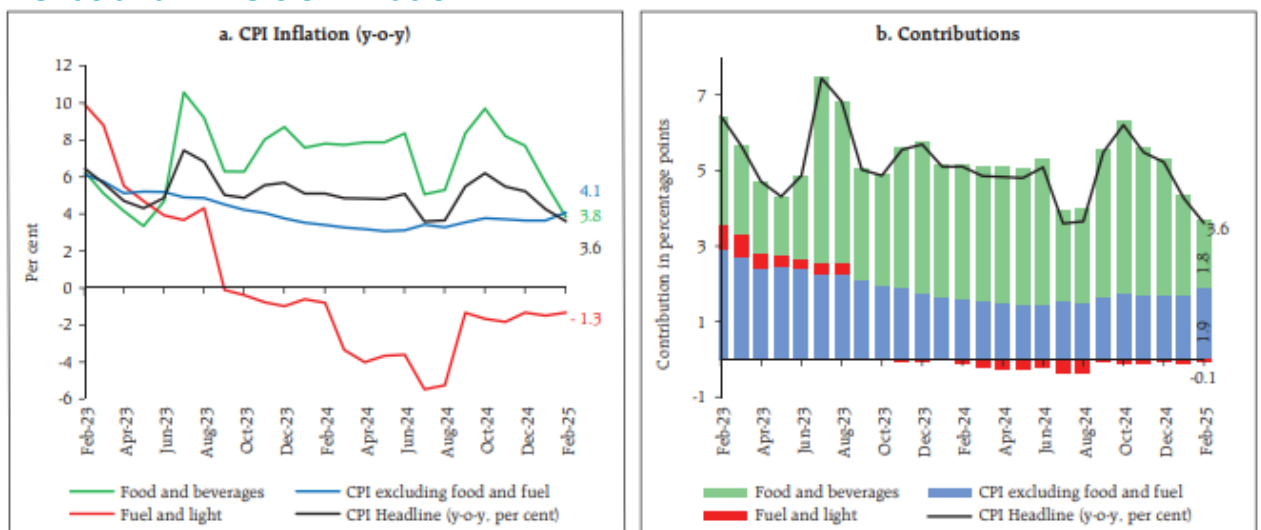 a. CPI Inflation (y-o-y)
Per cent
12
10
8
6
4
2
0
-2
-4
-6
4.1
3.8
3.6
- 1.3
Feb-23
Apr-23
Jun-23
Aug-23
Oct-23
Dec-23
Feb-24
Apr-24
Jun-24
Aug-24
Oct-24
Dec-24
Feb-25
Food and beverages
CPI excluding food and fuel
Fuel and light
CPI Headline (y-o-y, per cent)
b. Contributions
Contribution in percentage points
7
5
3
1
-1
3.6
1.8
1.9
-0.1
Feb-23
Apr-23
Jun-23
Aug-23
Oct-23
Dec-23
Feb-24
Apr-24
Jun-24
Aug-24
Oct-24
Dec-24
Feb-25
Food and beverages
CPI excluding food and fuel
Fuel and light
CPI Headline (y-o-y, per cent)